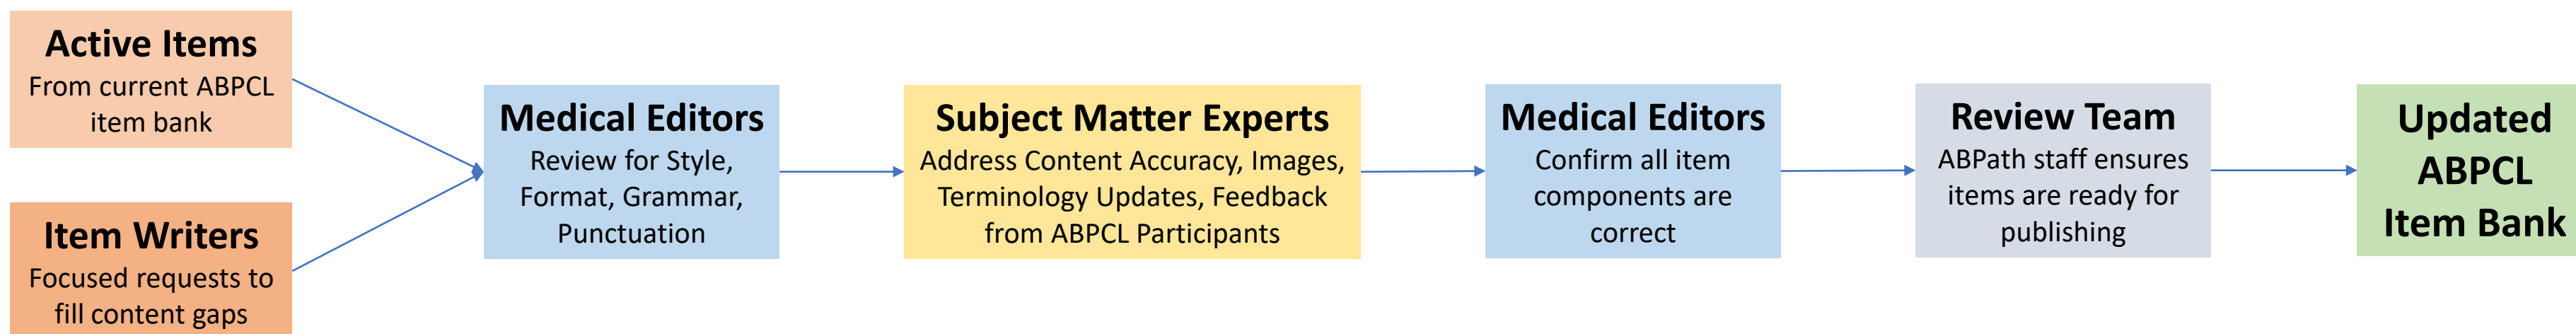 Active Items
From current ABPCL
item bank
Item Writers
Focused requests to
fill content gaps
Medical Editors
Review for Style,
Format, Grammar,
Punctuation
Subject Matter Experts
Address Content Accuracy, Images,
Terminology Updates, Feedback
from ABPCL Participants
Medical Editors
Confirm all item
components are
correct
Review Team
ABPath staff ensures
items are ready for
publishing
Updated
ABPCL
Item Bank